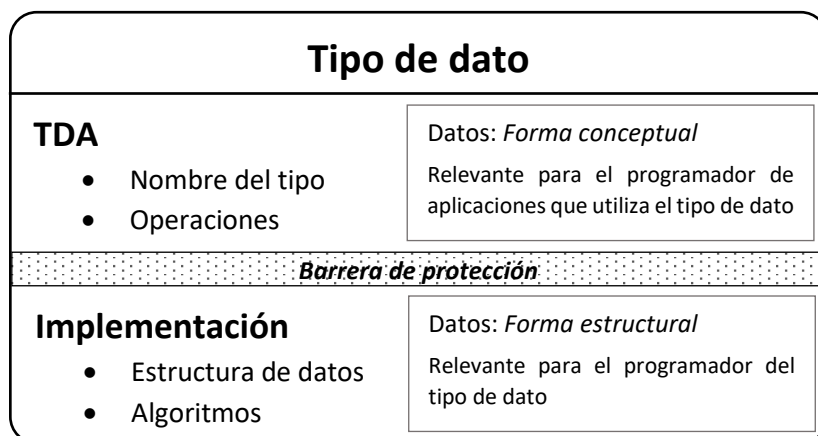 Tipo de dato
TDA
• Nombre del tipo
• Operaciones
Datos: Forma conceptual
Relevante para el programador de
aplicaciones que utiliza el tipo de dato
Barrera de protección
Implementación
• Estructura de datos
• Algoritmos
Datos: Forma estructural
Relevante para el programador del
tipo de dato